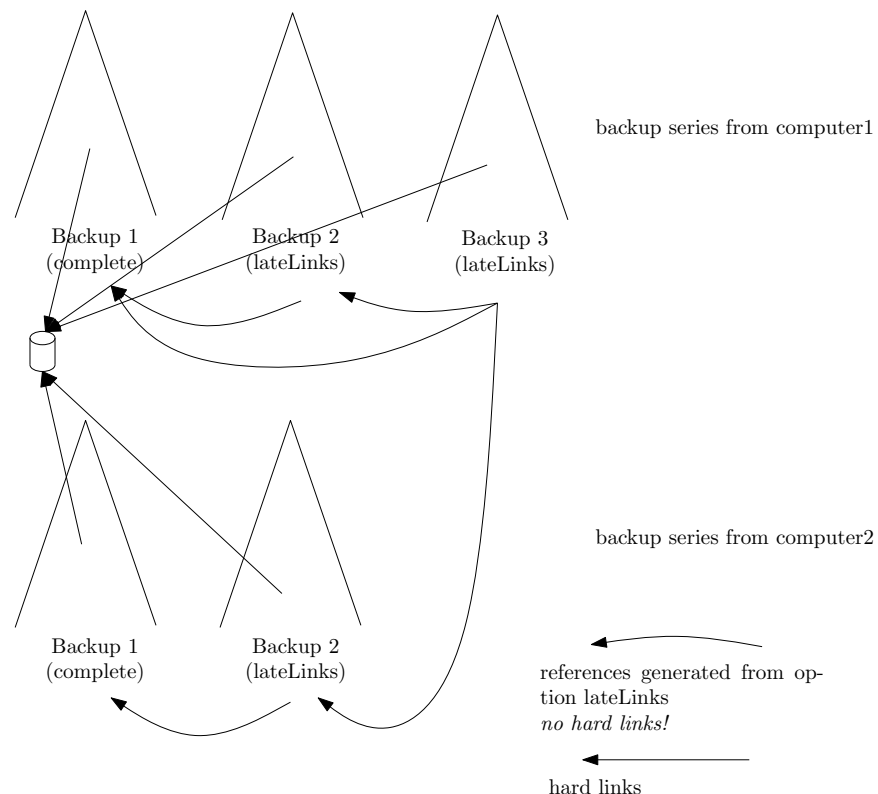 backup series from computer1
Backup 1
(complete)
Backup 2
(lateLinks)
Backup 3
(lateLinks)
backup series from computer2
Backup 1
(complete)
Backup 2
(lateLinks)
references generated from op-
tion lateLinks
no hard links!
hard links